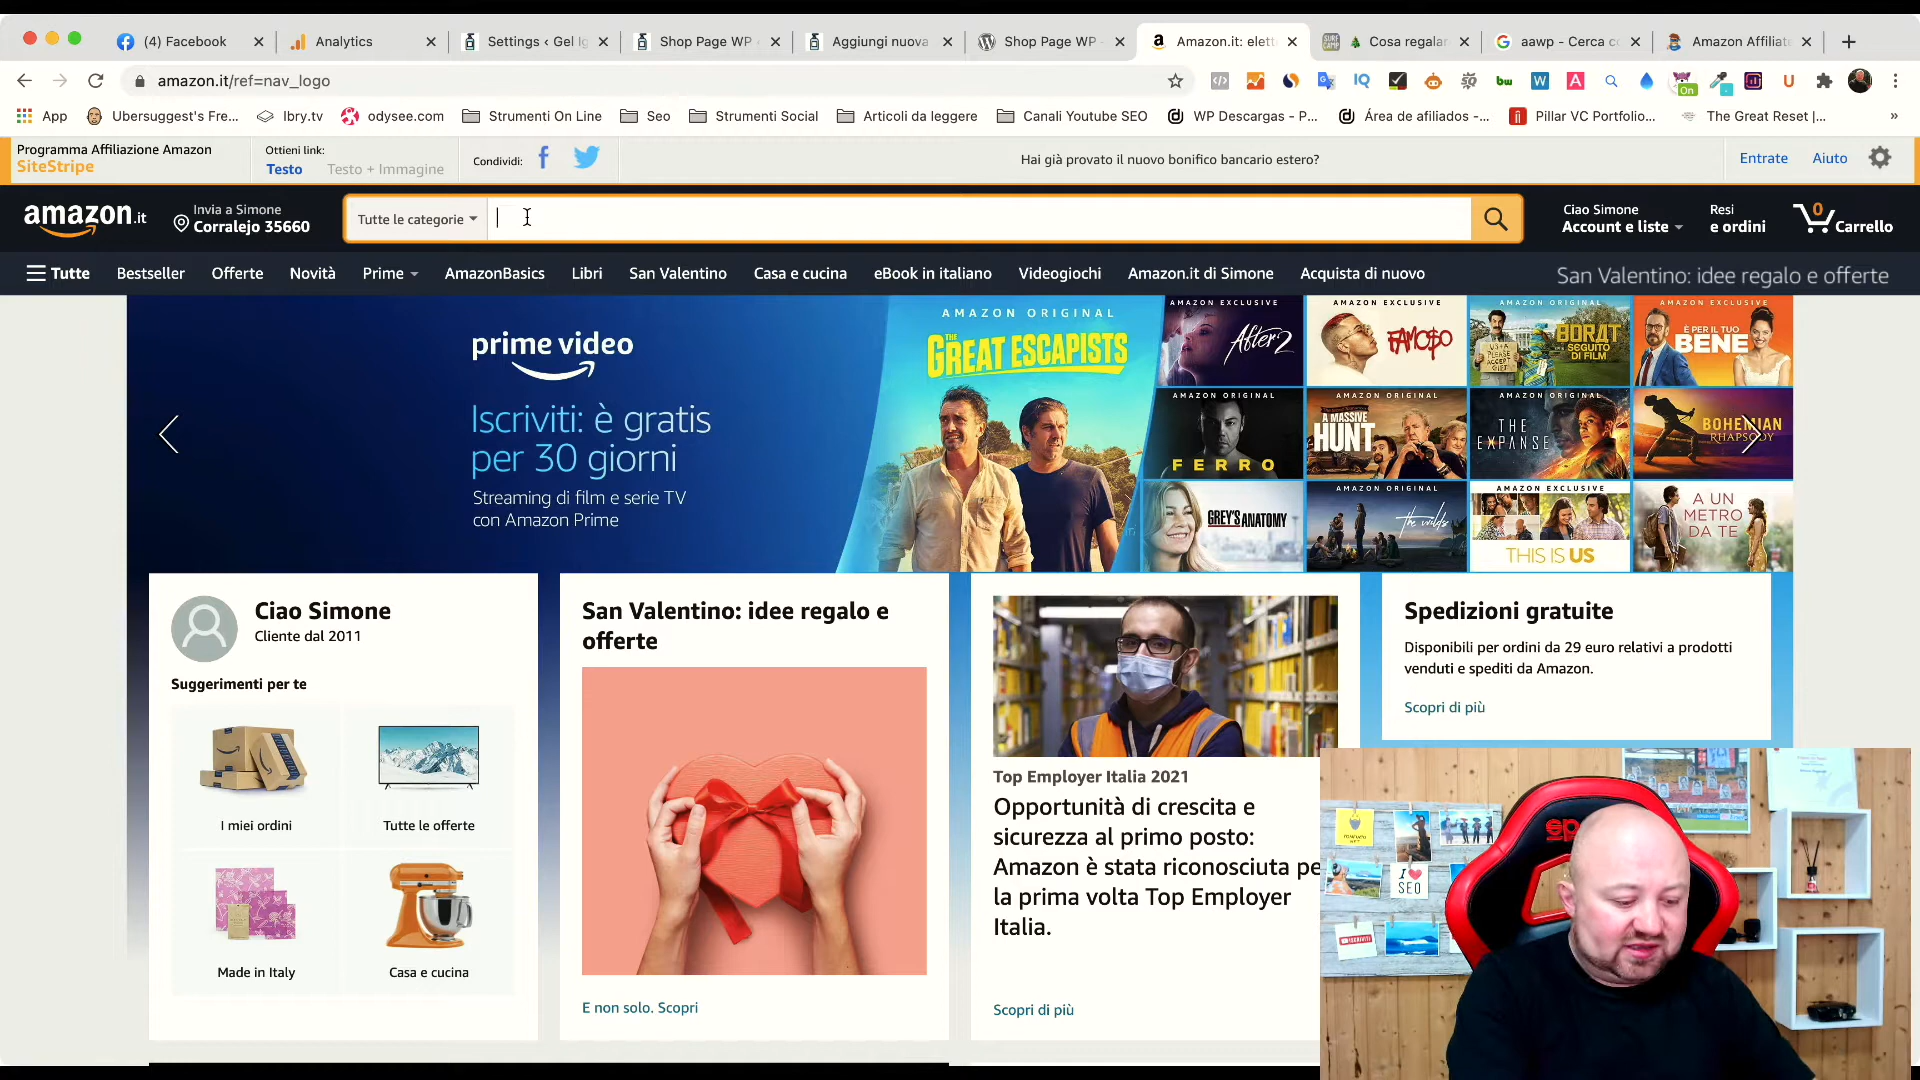 (4) Facebook
Analytics
Settings ‹ Gel Ig
Shop Page WP ‹
Aggiungi nuova
Shop Page WP –
Amazon.it: elett
Cosa regalar
aawp - Cerca co
Amazon Affiliat
amazon.it/ref=nav_logo
App
Ubersuggest's Fre...
lbry.tv
odysee.com
Strumenti On Line
Seo
Strumenti Social
Articoli da leggere
Canali Youtube SEO
WP Descargas - P...
Área de afiliados -...
Pillar VC Portfolio...
The Great Reset |...
»
Programma Affiliazione Amazon
SiteStripe
Ottieni link:
Testo
Testo + Immagine
Condividi:
Hai già provato il nuovo bonifico bancario estero?
Entrate
Aiuto
amazon.it
Invia a Simone
Corralejo 35660
Tutte le categorie
Ciao Simone
Account e liste
Resi
e ordini
0
Carrello
Tutte
Bestseller
Offerte
Novità
Prime
AmazonBasics
Libri
San Valentino
Casa e cucina
eBook in italiano
Videogiochi
Amazon.it di Simone
Acquista di nuovo
San Valentino: idee regalo e offerte
prime video
Iscriviti: è gratis
per 30 giorni
Streaming di film e serie TV
con Amazon Prime
AMAZON ORIGINAL
THE
GREAT ESCAPISTS
AMAZON EXCLUSIVE
After 2
AMAZON EXCLUSIVE
FAMO$O
AMAZON ORIGINAL
BORAT
SEGUITO
DI FILM
AMAZON EXCLUSIVE
È PER IL TUO
BENE
AMAZON ORIGINAL
FERRO
AMAZON ORIGINAL
A MASSIVE
HUNT
AMAZON ORIGINAL
THE
EXPANSE
BOHEMIAN
RHAPSODY
GREY'S ANATOMY
AMAZON ORIGINAL
The wilds
AMAZON EXCLUSIVE
THIS IS US
A UN
METRO
DA TE
Ciao Simone
Cliente dal 2011
Suggerimenti per te
I miei ordini
Tutte le offerte
Made in Italy
Casa e cucina
San Valentino: idee regalo e
offerte
E non solo. Scopri
Top Employer Italia 2021
Opportunità di crescita e
sicurezza al primo posto:
Amazon è stata riconosciuta pe
la prima volta Top Employer
Italia.
Scopri di più
Spedizioni gratuite
Disponibili per ordini da 29 euro relativi a prodotti
venduti e spediti da Amazon.
Scopri di più
I
SEO